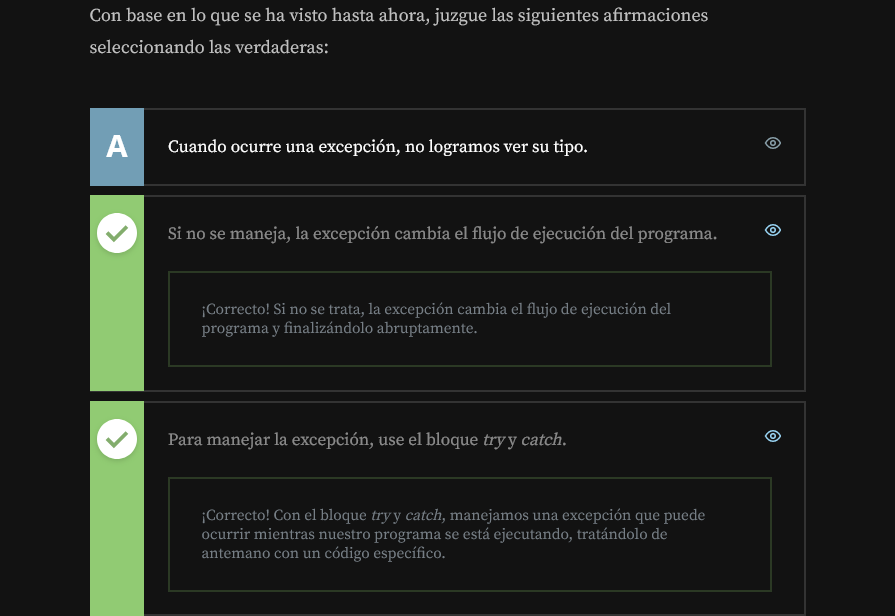 Con base en lo que se ha visto hasta ahora, juzgue las siguientes afirmaciones
seleccionando las verdaderas:
A
Cuando ocurre una excepción, no logramos ver su tipo.
Si no se maneja, la excepción cambia el flujo de ejecución del programa.
¡Correcto! Si no se trata, la excepción cambia el flujo de ejecución del
programa y finalizándolo abruptamente.
Para manejar la excepción, use el bloque try y catch.
¡Correcto! Con el bloque try y catch, manejamos una excepción que puede
ocurrir mientras nuestro programa se está ejecutando, tratándolo de
antemano con un código específico.